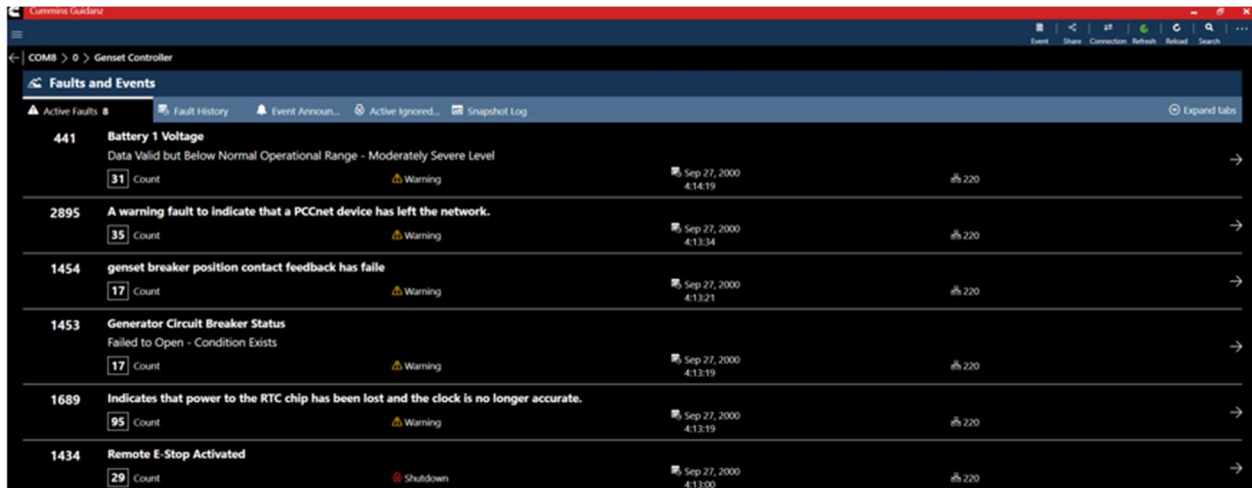 Cummins Guidanz
Event Share Connection Refresh Reload Search
COM8 > 0 > Genset Controller
Faults and Events
Active Faults 8 Fault History Event Announ... Active Ignored... Snapshot Log Expand tabs
441 Battery 1 Voltage
Data Valid but Below Normal Operational Range - Moderately Severe Level
31 Count Warning Sep 27, 2000 220
4:14:19
2895 A warning fault to indicate that a PCCnet device has left the network.
35 Count Warning Sep 27, 2000 220
4:13:34
1454 genset breaker position contact feedback has faile
17 Count Warning Sep 27, 2000 220
4:13:21
1453 Generator Circuit Breaker Status
Failed to Open - Condition Exists
17 Count Warning Sep 27, 2000 220
4:13:19
1689 Indicates that power to the RTC chip has been lost and the clock is no longer accurate.
95 Count Warning Sep 27, 2000 220
4:13:19
1434 Remote E-Stop Activated
29 Count Shutdown Sep 27, 2000 220
4:13:00